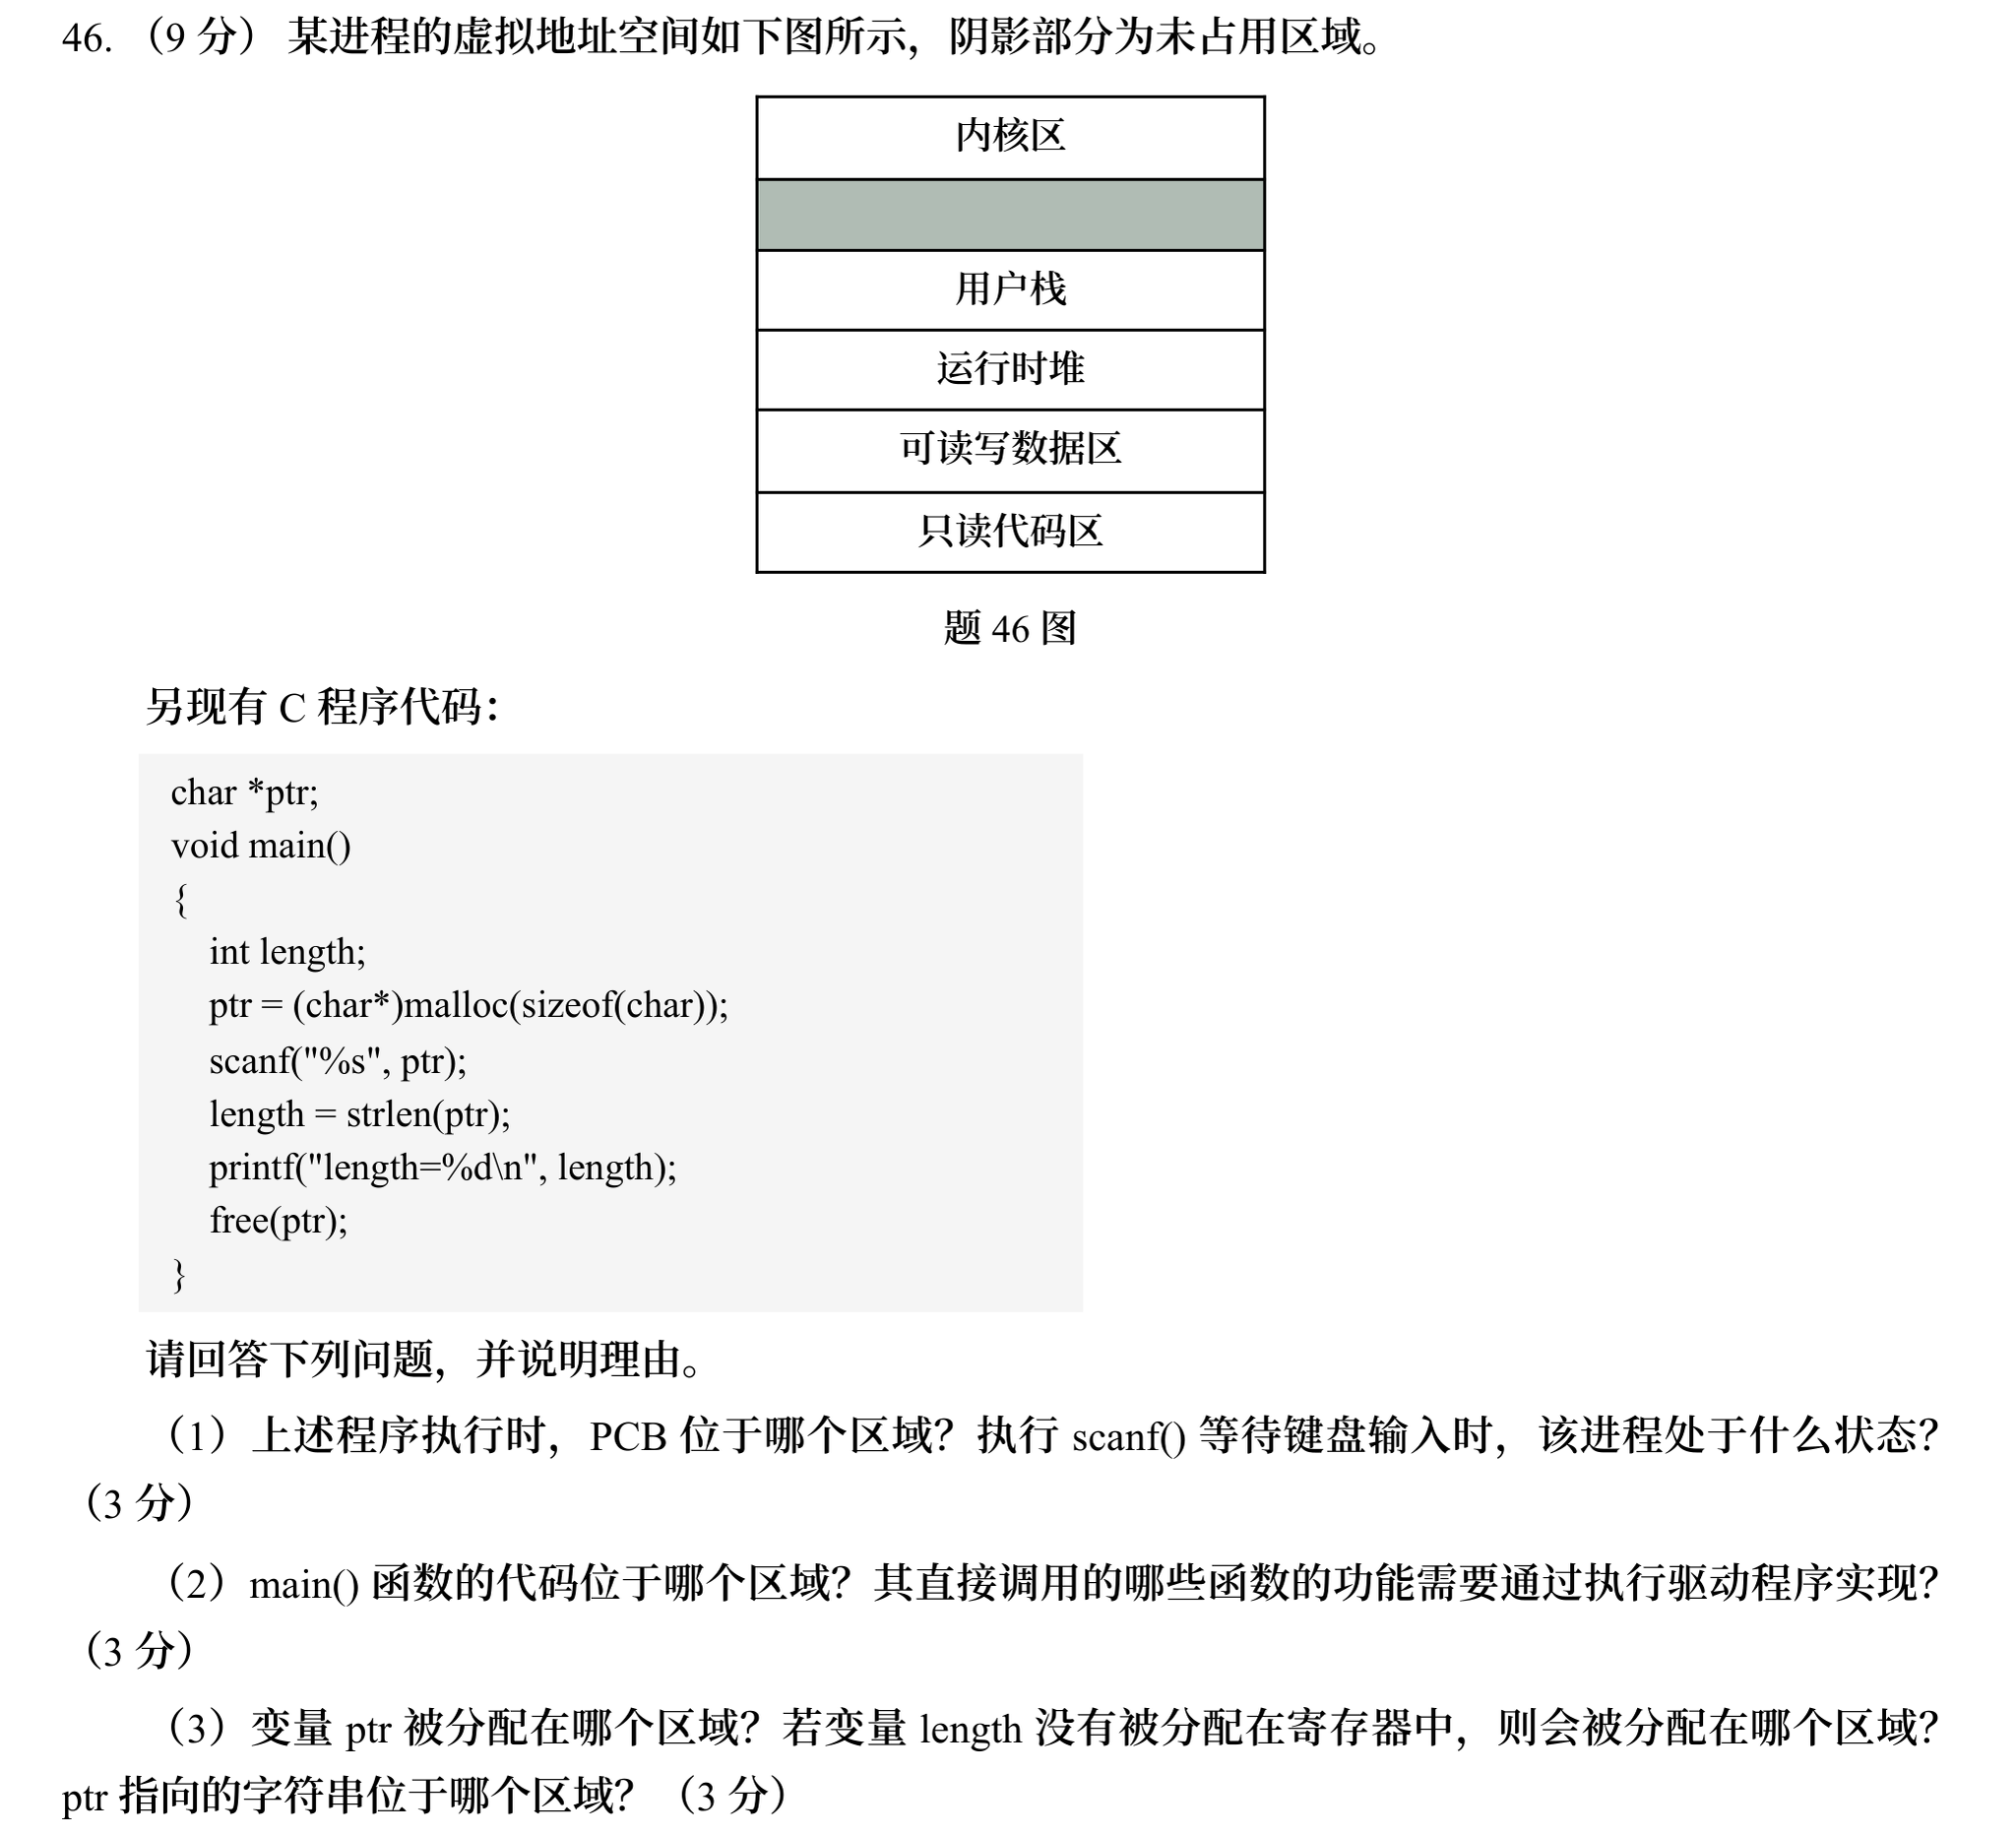 46. （9 分） 某进程的虚拟地址空间如下图所示，阴影部分为未占用区域。
内核区
用户栈
运行时堆
可读写数据区
只读代码区
题 46 图
另现有 C 程序代码：
char *ptr;
void main()
{
int length;
ptr = (char*)malloc(sizeof(char));
scanf("%s", ptr);
length = strlen(ptr);
printf("length=%d\n", length);
free(ptr);
}
请回答下列问题，并说明理由。
（1）上述程序执行时，PCB 位于哪个区域？执行 scanf() 等待键盘输入时，该进程处于什么状态？
（3 分）
（2）main() 函数的代码位于哪个区域？其直接调用的哪些函数的功能需要通过执行驱动程序实现？
（3 分）
（3）变量 ptr 被分配在哪个区域？若变量 length 没有被分配在寄存器中，则会被分配在哪个区域？
ptr 指向的字符串位于哪个区域？（3 分）